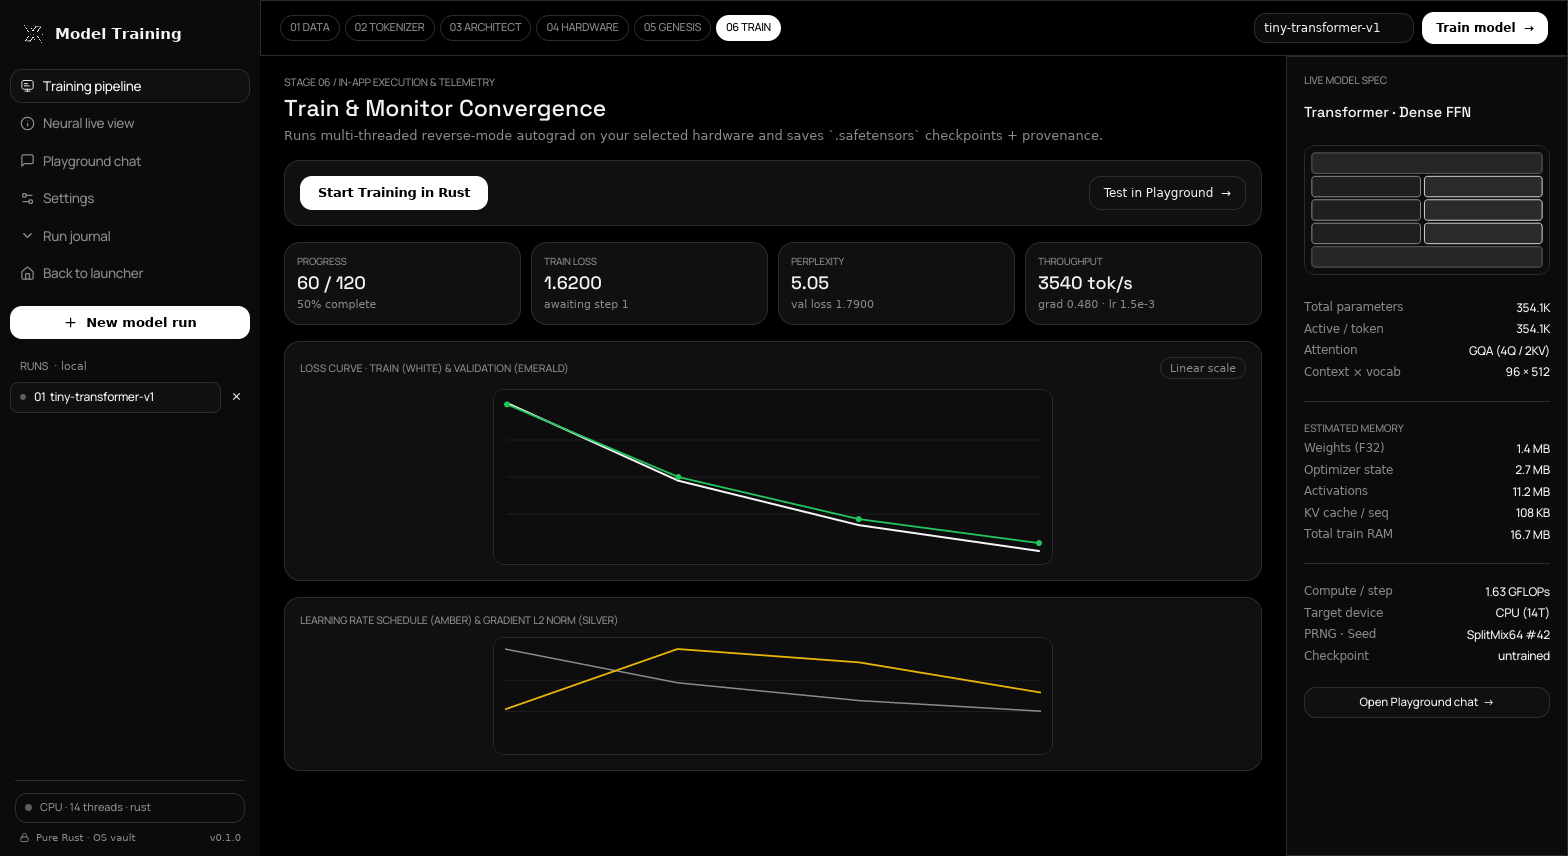 Model Training
Training pipeline
Neural live view
Playground chat
Settings
Run journal
Back to launcher
New model run
RUNS · local
01 tiny-transformer-v1 ×
CPU · 14 threads · rust
Pure Rust · OS vault v0.1.0
01 DATA 02 TOKENIZER 03 ARCHITECT 04 HARDWARE 05 GENESIS 06 TRAIN
tiny-transformer-v1 Train model →
STAGE 06 / IN-APP EXECUTION & TELEMETRY
Train & Monitor Convergence
Runs multi-threaded reverse-mode autograd on your selected hardware and saves `.safetensors` checkpoints + provenance.
Start Training in Rust Test in Playground →
PROGRESS
60 / 120
50% complete
TRAIN LOSS
1.6200
awaiting step 1
PERPLEXITY
5.05
val loss 1.7900
THROUGHPUT
3540 tok/s
grad 0.480 · lr 1.5e-3
LOSS CURVE · TRAIN (WHITE) & VALIDATION (EMERALD) Linear scale
LEARNING RATE SCHEDULE (AMBER) & GRADIENT L2 NORM (SILVER)
LIVE MODEL SPEC
Transformer · Dense FFN
Total parameters 354.1K
Active / token 354.1K
Attention GQA (4Q / 2KV)
Context × vocab 96 × 512
ESTIMATED MEMORY
Weights (F32) 1.4 MB
Optimizer state 2.7 MB
Activations 11.2 MB
KV cache / seq 108 KB
Total train RAM 16.7 MB
Compute / step 1.63 GFLOPs
Target device CPU (14T)
PRNG · Seed SplitMix64 #42
Checkpoint untrained
Open Playground chat →